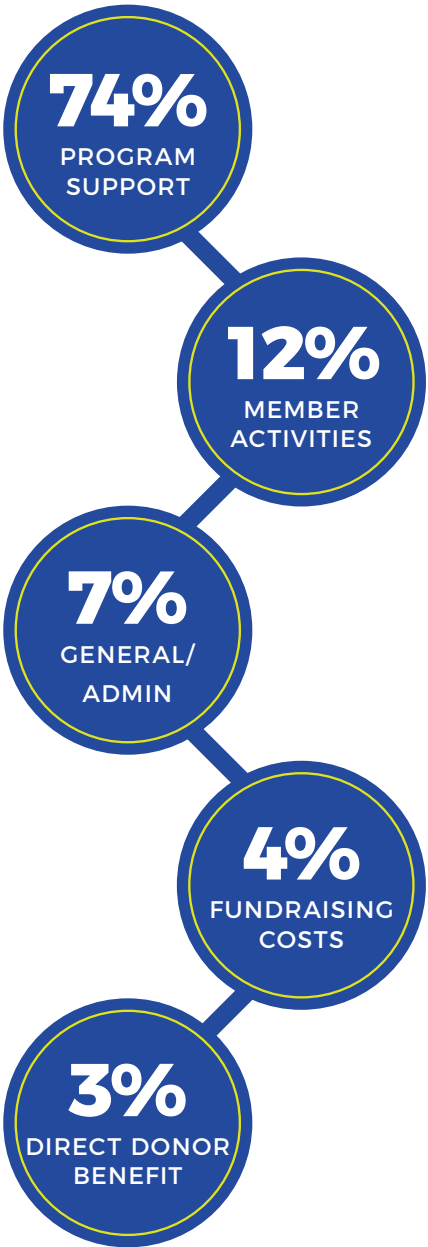 74%
PROGRAM
SUPPORT
12%
MEMBER
ACTIVITIES
7%
GENERAL/
ADMIN
4%
FUNDRAISING
COSTS
3%
DIRECT DONOR
BENEFIT